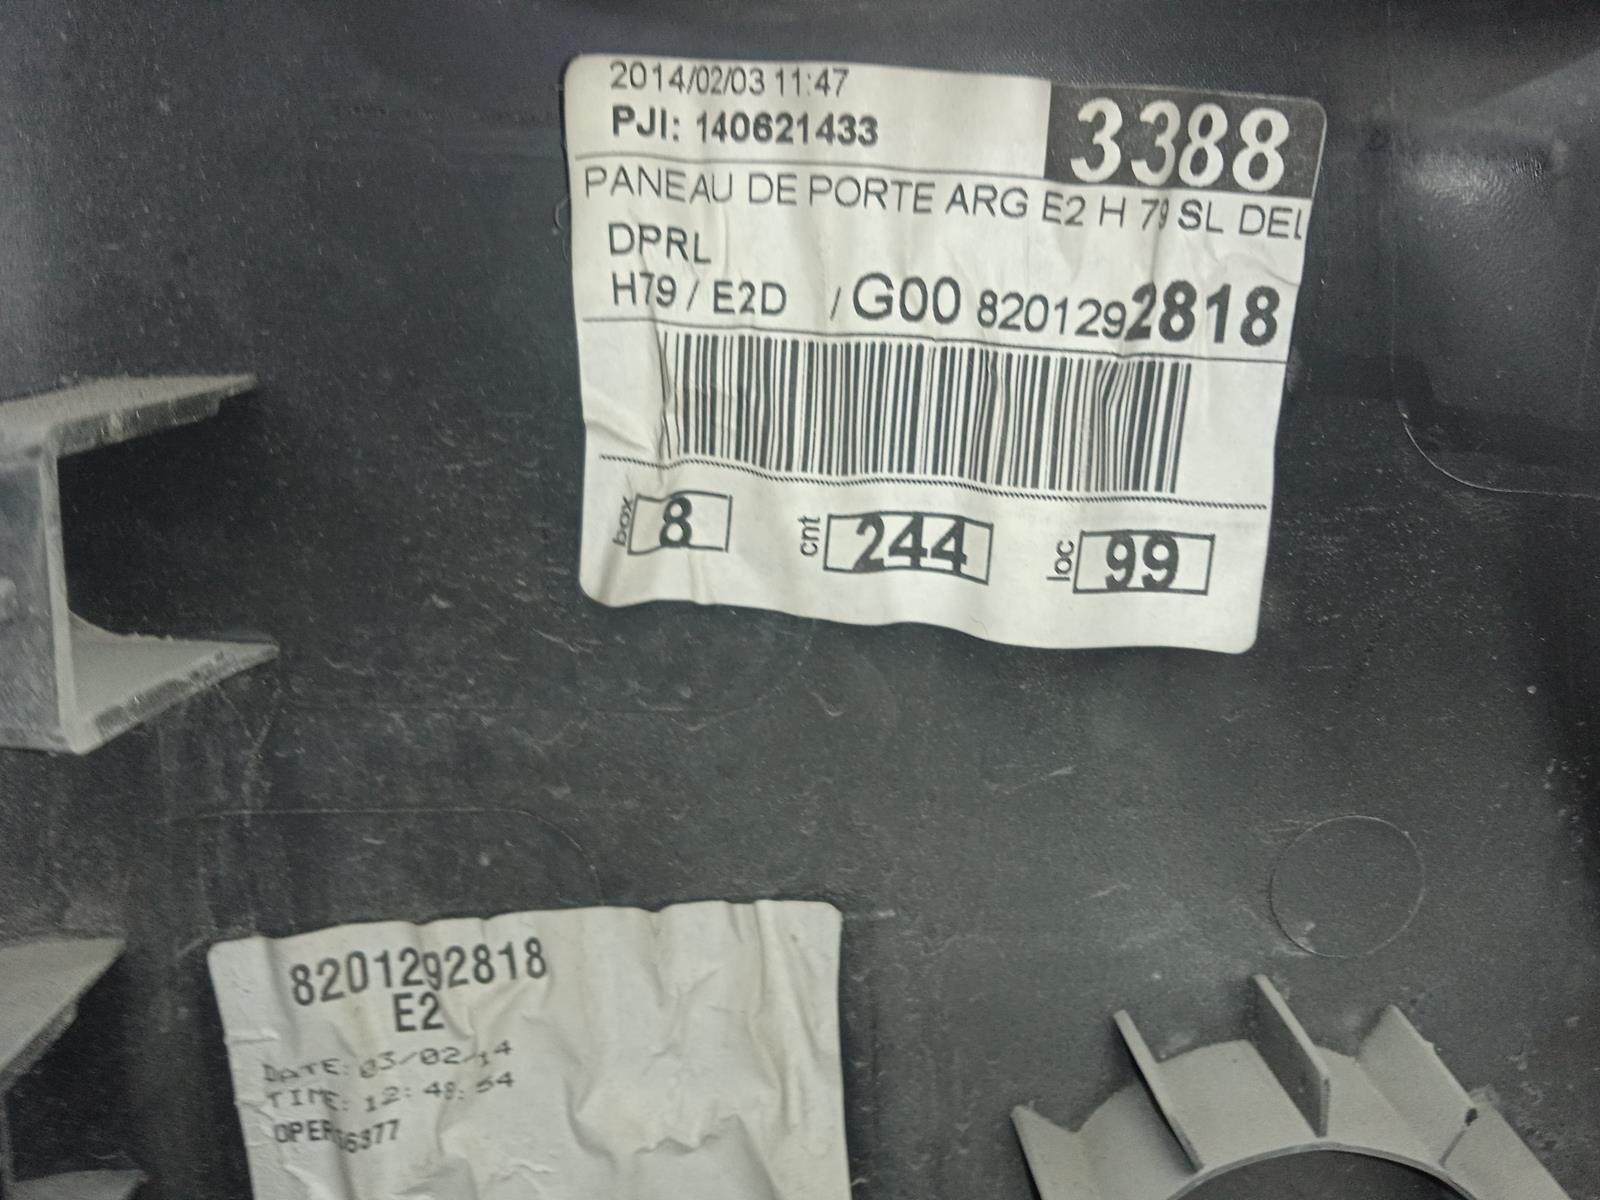 2014/02/03 11:47
PJI: 140621433
3388
PANEAU DE PORTE ARG E2 H 79 SL DEL
DPRL
H79 / E2D / G00 8201292818
box 8 cnt 244 loc 99
8201292818
E2
DATE: 03/02/14
TIME: 12:48:54